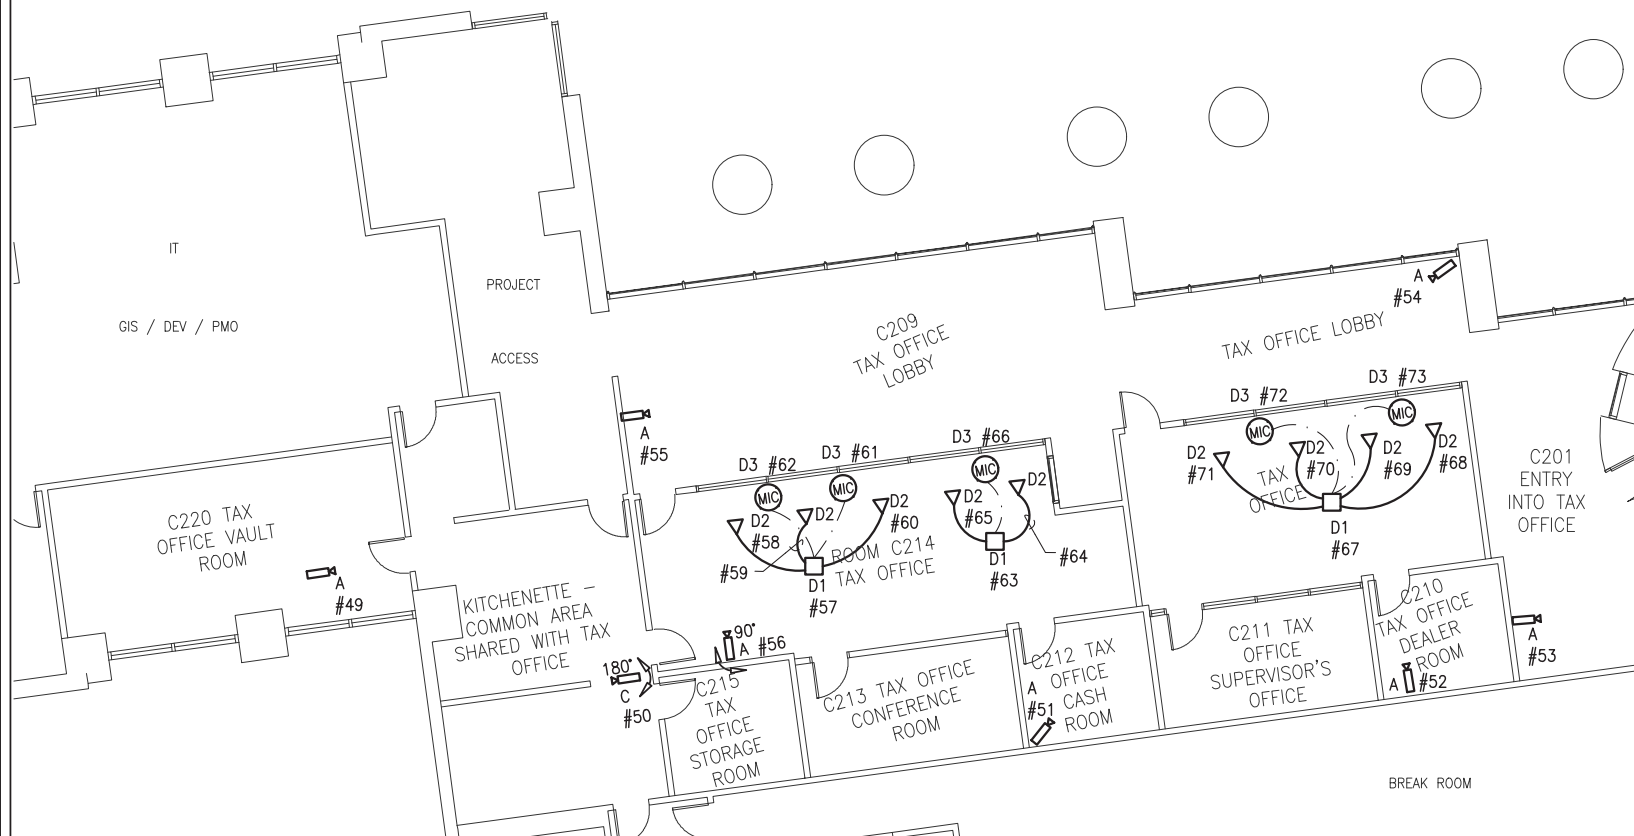 IT
GIS / DEV / PMO
PROJECT
ACCESS
C209
TAX OFFICE
LOBBY
TAX OFFICE LOBBY
A
#54
A
#55
D3 #72
D3 #73
MIC
MIC
D2
#71
D2
#70
D2
#69
D2
#68
TAX
OFFICE
D1
#67
C201
ENTRY
INTO TAX
OFFICE
D3 #62
D3 #61
D3 #66
MIC
MIC
MIC
D2
#58
D2
D2
#60
#59
D2
#65
D2
#64
ROOM C214
TAX OFFICE
D1
#57
D1
#63
C220 TAX
OFFICE VAULT
ROOM
A
#49
KITCHENETTE –
COMMON AREA
SHARED WITH TAX
OFFICE
180°
C
#50
90°
A #56
C215
TAX
OFFICE
STORAGE
ROOM
C213 TAX OFFICE
CONFERENCE
ROOM
C212 TAX
OFFICE
CASH
ROOM
A
#51
C211 TAX
OFFICE
SUPERVISOR'S
OFFICE
C210
TAX OFFICE
DEALER
ROOM
A #52
A
#53
BREAK ROOM